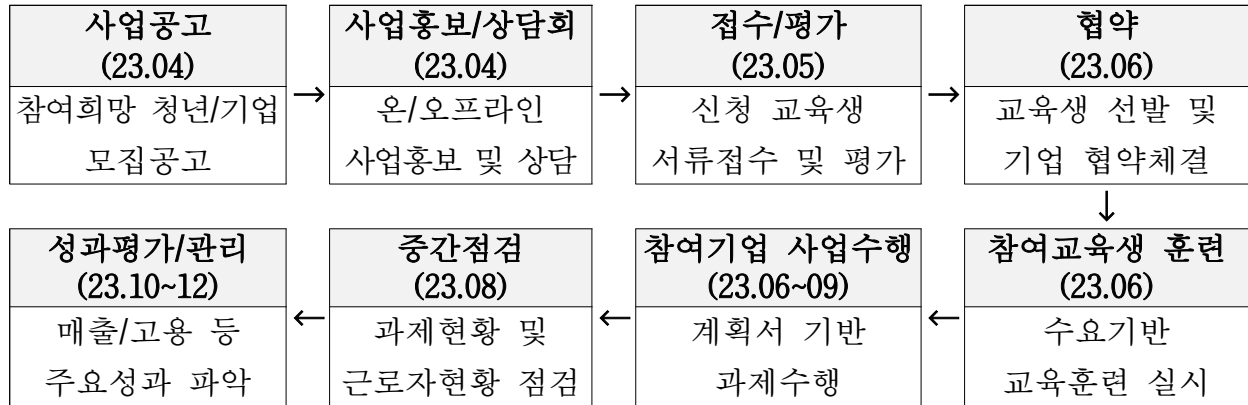 사업공고
(23.04)
참여희망 청년/기업
모집공고
→
사업홍보/상담회
(23.04)
온/오프라인
사업홍보 및 상담
→
접수/평가
(23.05)
신청 교육생
서류접수 및 평가
→
협약
(23.06)
교육생 선발 및
기업 협약체결
↓
참여교육생 훈련
(23.06)
수요기반
교육훈련 실시
←
참여기업 사업수행
(23.06~09)
계획서 기반
과제수행
←
중간점검
(23.08)
과제현황 및
근로자현황 점검
←
성과평가/관리
(23.10~12)
매출/고용 등
주요성과 파악